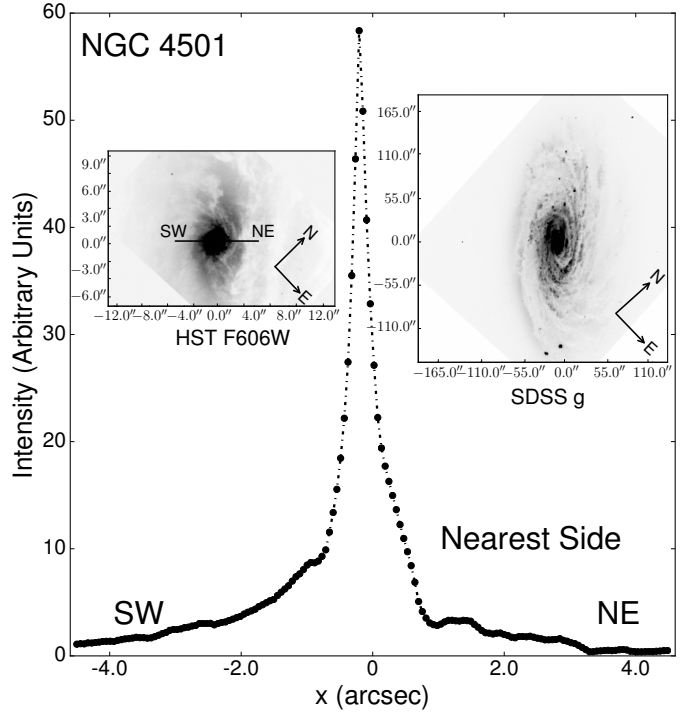 NGC 4501
Intensity (Arbitrary Units)
60
50
40
30
20
10
0
−4.0
−2.0
0
2.0
4.0
x (arcsec)
SW
NE
Nearest Side
9.0″
6.0″
3.0″
0.0″
−3.0″
−6.0″
−12.0″
−8.0″
−4.0″
0.0″
4.0″
8.0″
12.0″
SW
NE
N
E
HST F606W
165.0″
110.0″
55.0″
0.0″
−55.0″
−110.0″
−165.0″
−110.0″
−55.0″
0.0″
55.0″
110.0″
N
E
SDSS g